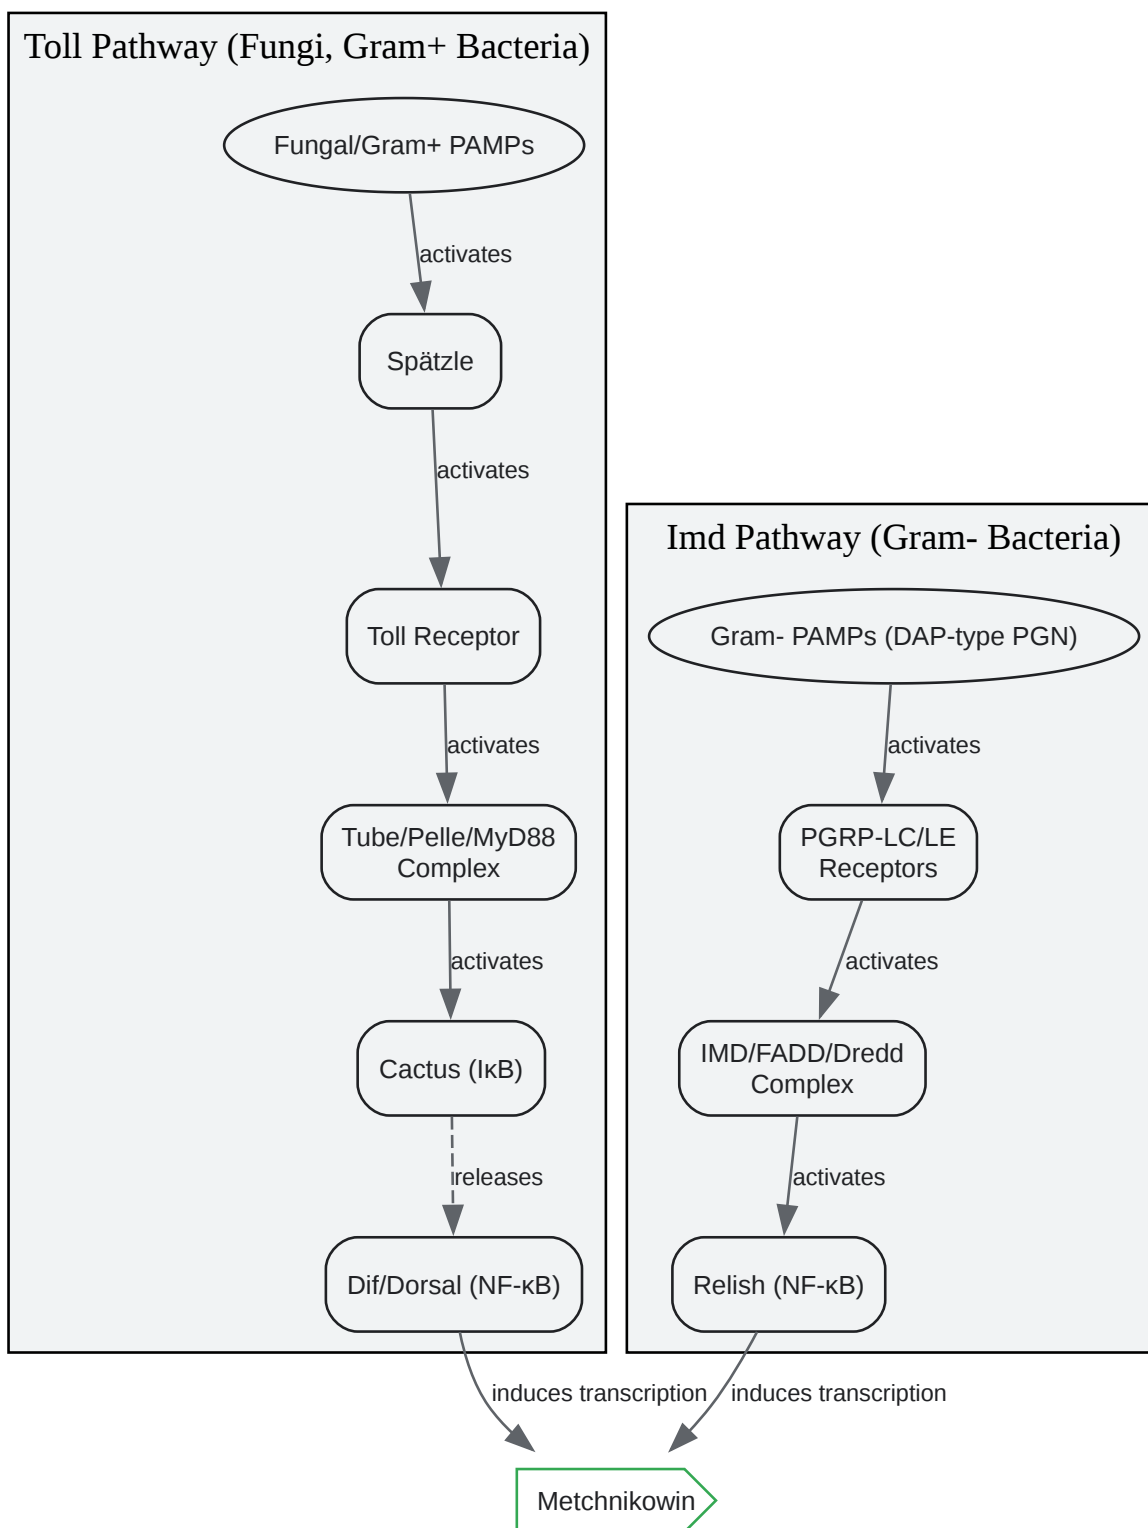 Toll Pathway (Fungi, Gram+ Bacteria)
Fungal/Gram+ PAMPs
activates
Spätzle
activates
Toll Receptor
activates
Tube/Pelle/MyD88
Complex
activates
Cactus (IκB)
releases
Dif/Dorsal (NF-κB)
induces transcription
Imd Pathway (Gram- Bacteria)
Gram- PAMPs (DAP-type PGN)
activates
PGRP-LC/LE
Receptors
activates
IMD/FADD/Dredd
Complex
activates
Relish (NF-κB)
induces transcription
Metchnikowin